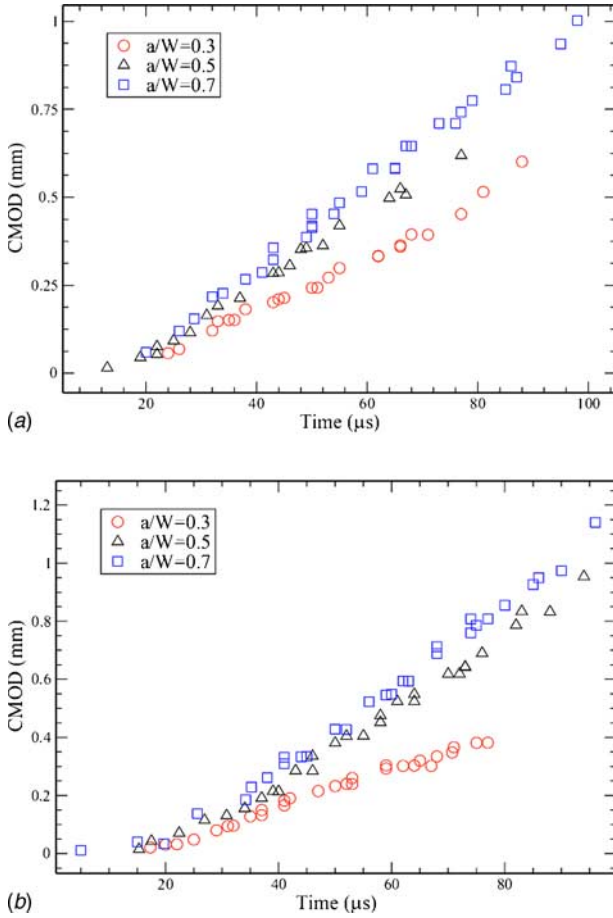 1
0.75
0.5
0.25
0
CMOD (mm)
a/W=0.3
a/W=0.5
a/W=0.7
20 40 60 80 100
Time (µs)
(a)
1.2
1
0.8
0.6
0.4
0.2
0
CMOD (mm)
a/W=0.3
a/W=0.5
a/W=0.7
20 40 60 80
Time (µs)
(b)